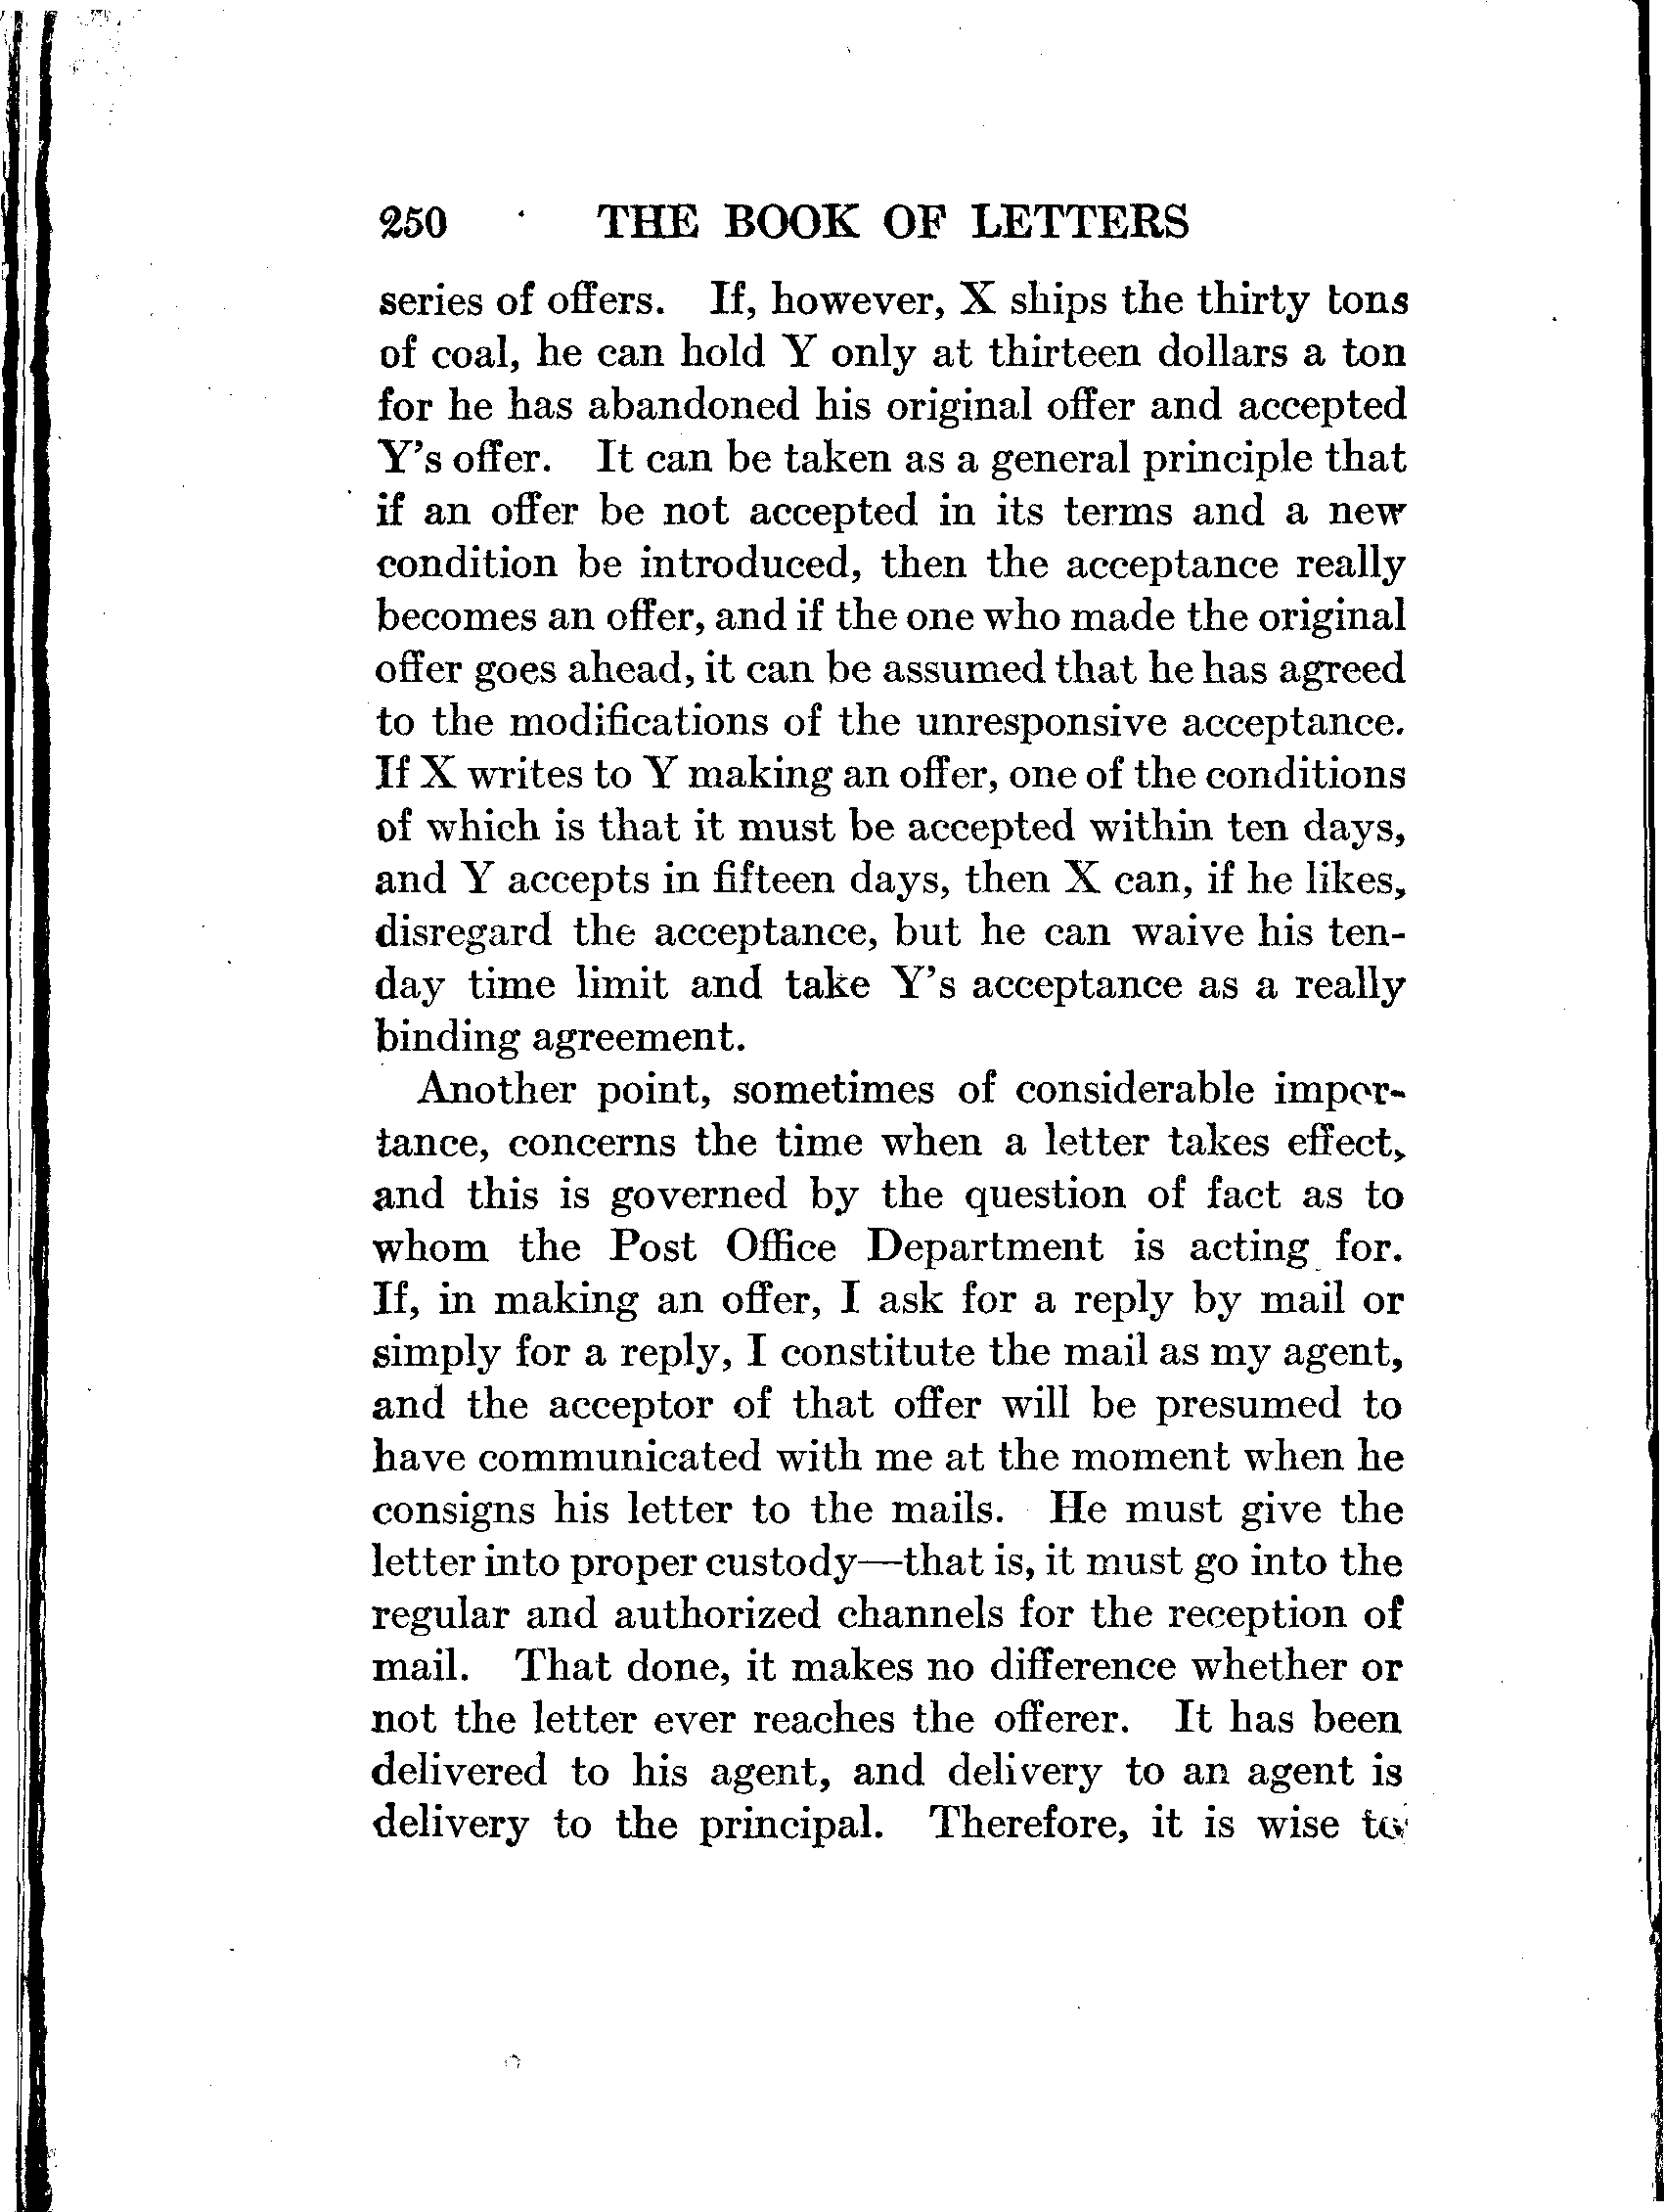 250 THE BOOK OF LETTERS
series of offers. If, however, X ships the thirty tons
of coal, he can hold Y only at thirteen dollars a ton
for he has abandoned his original offer and accepted
Y's offer. It can be taken as a general principle that
if an offer be not accepted in its terms and a new
condition be introduced, then the acceptance really
becomes an offer, and if the one who made the original
offer goes ahead, it can be assumed that he has agreed
to the modifications of the unresponsive acceptance.
If X writes to Y making an offer, one of the conditions
of which is that it must be accepted within ten days,
and Y accepts in fifteen days, then X can, if he likes,
disregard the acceptance, but he can waive his ten-
day time limit and take Y's acceptance as a really
binding agreement.
Another point, sometimes of considerable impor-
tance, concerns the time when a letter takes effect,
and this is governed by the question of fact as to
whom the Post Office Department is acting for.
If, in making an offer, I ask for a reply by mail or
simply for a reply, I constitute the mail as my agent,
and the acceptor of that offer will be presumed to
have communicated with me at the moment when he
consigns his letter to the mails. He must give the
letter into proper custody—that is, it must go into the
regular and authorized channels for the reception of
mail. That done, it makes no difference whether or
not the letter ever reaches the offerer. It has been
delivered to his agent, and delivery to an agent is
delivery to the principal. Therefore, it is wise to